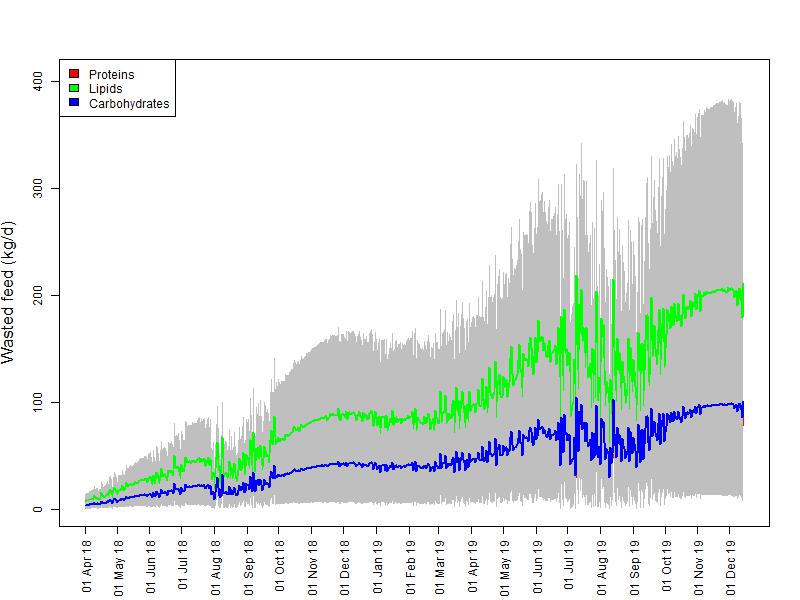 Proteins
Lipids
Carbohydrates
Wasted feed (kg/d)
400
300
200
100
0
01 Apr 18
01 May 18
01 Jun 18
01 Jul 18
01 Aug 18
01 Sep 18
01 Oct 18
01 Nov 18
01 Dec 18
01 Jan 19
01 Feb 19
01 Mar 19
01 Apr 19
01 May 19
01 Jun 19
01 Jul 19
01 Aug 19
01 Sep 19
01 Oct 19
01 Nov 19
01 Dec 19